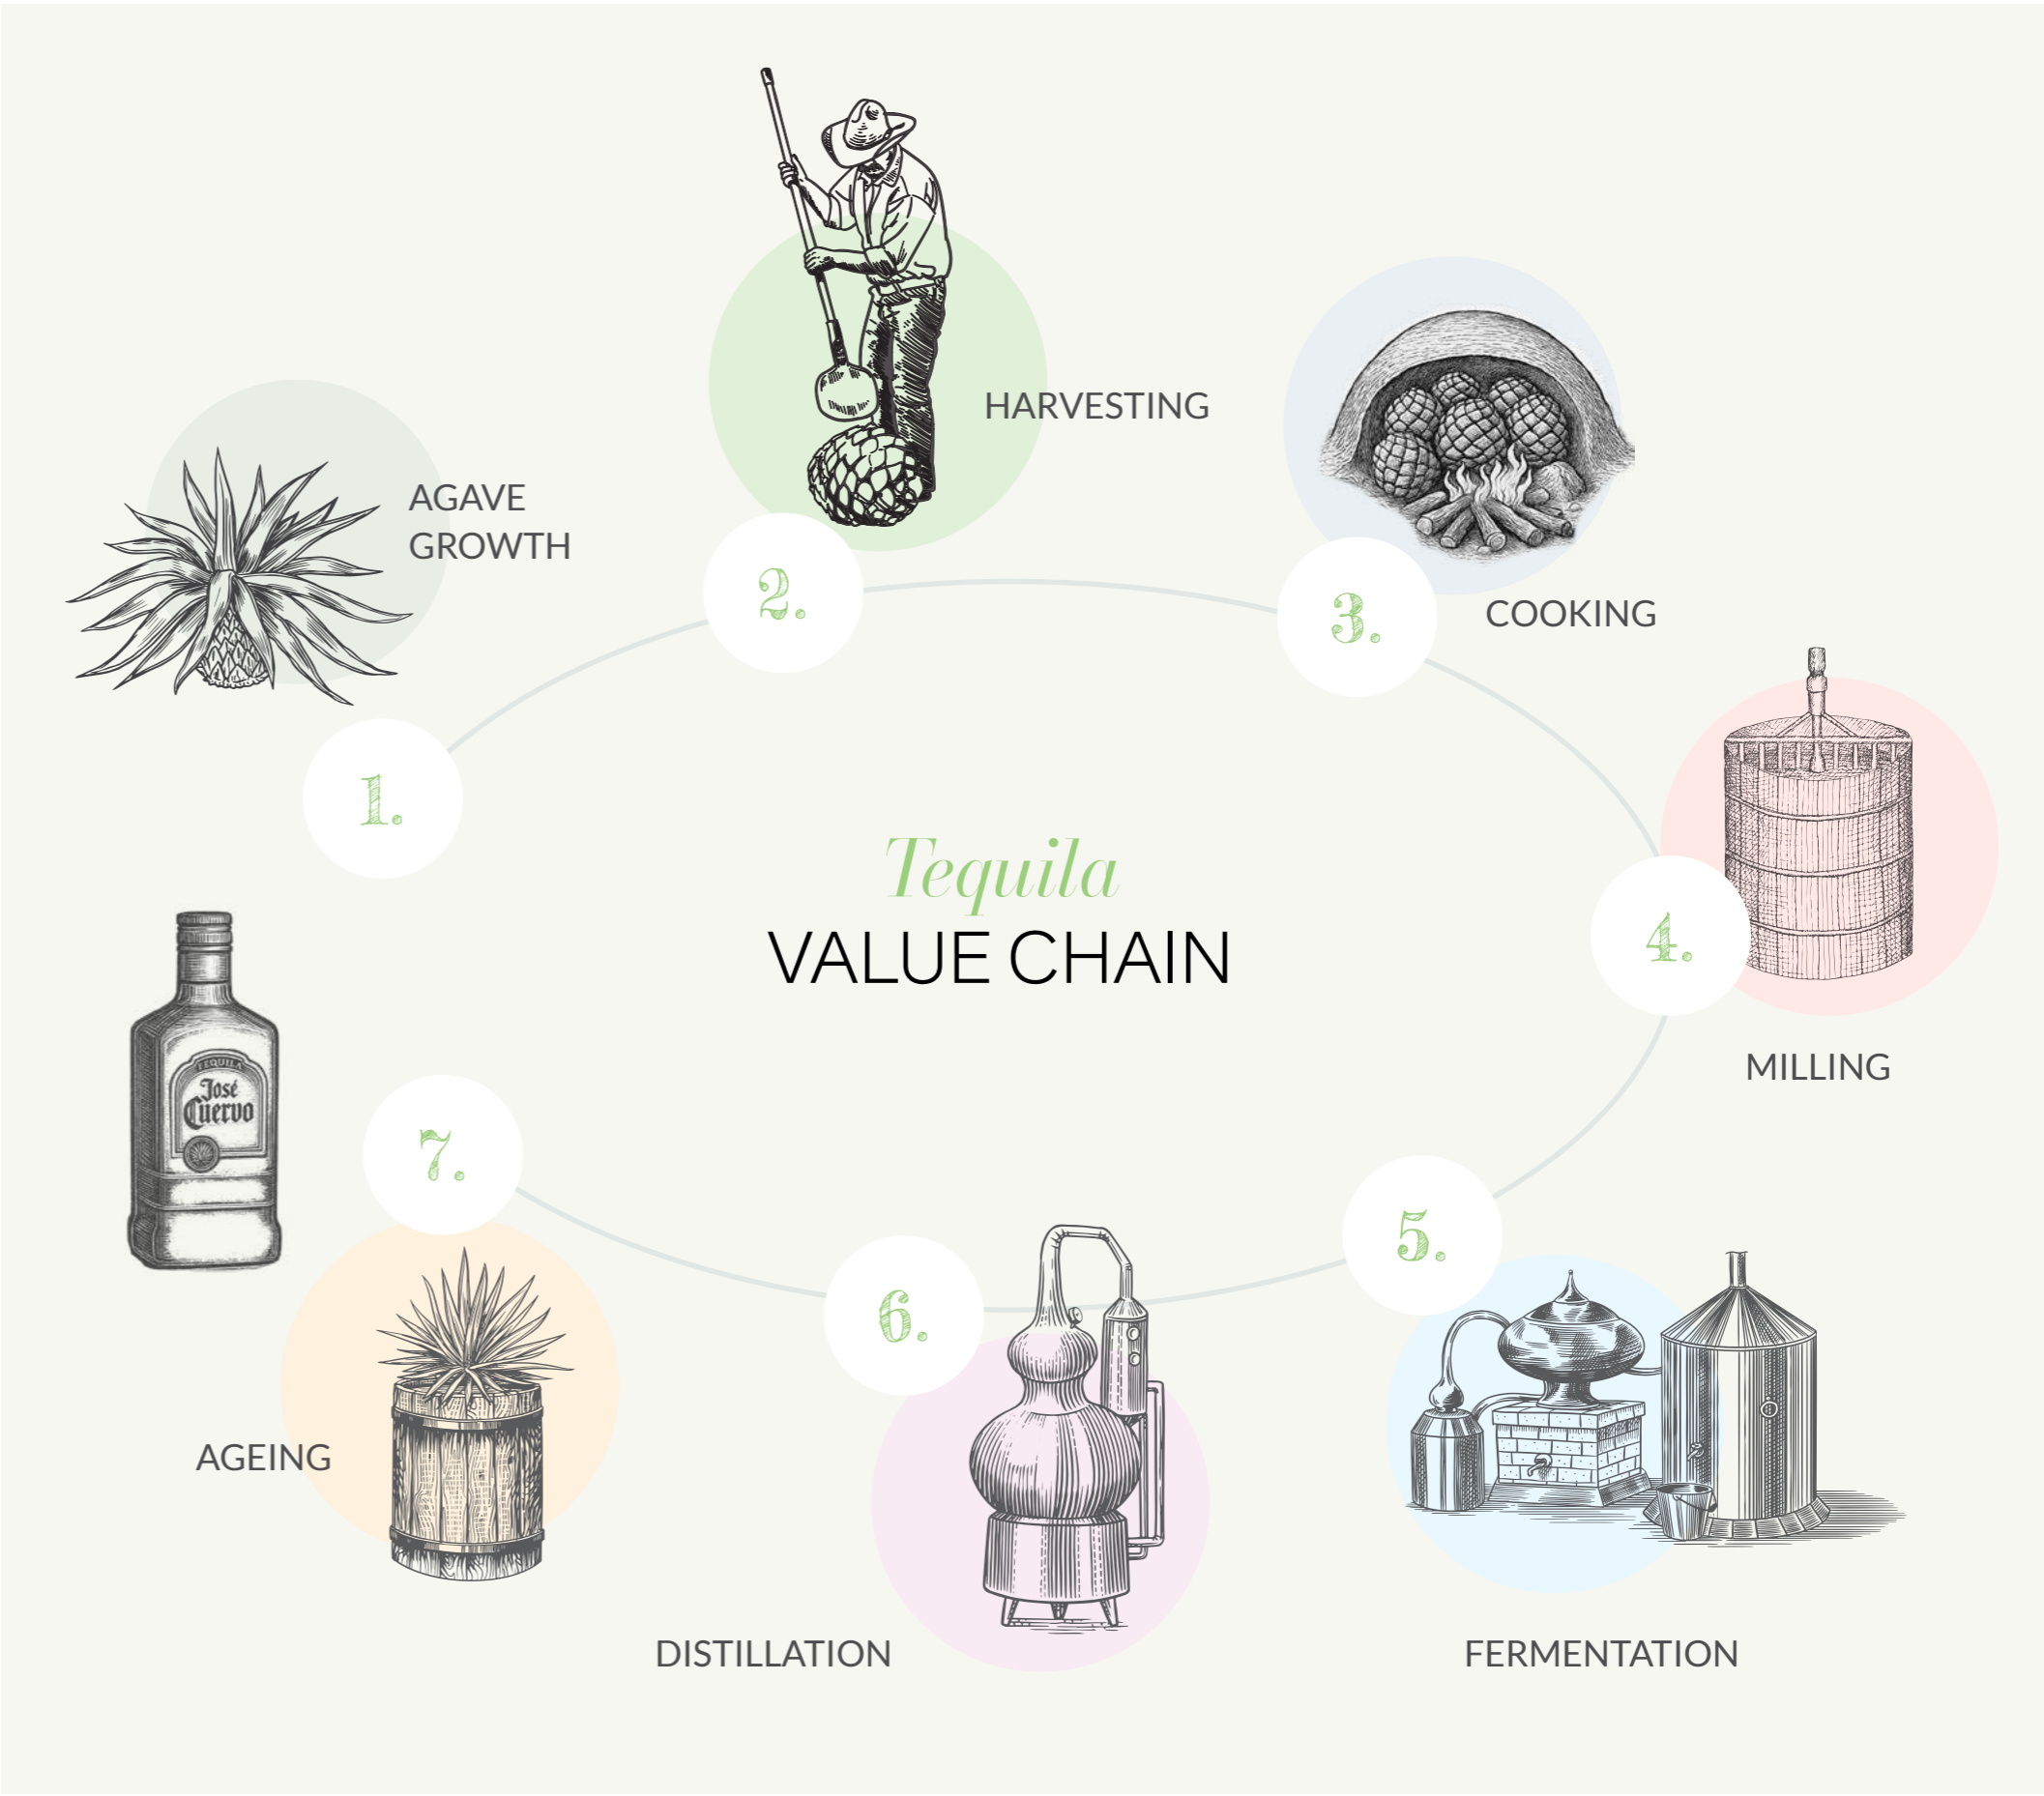 Tequila
VALUE CHAIN
1.
AGAVE
GROWTH
2.
HARVESTING
3.
COOKING
4.
MILLING
5.
FERMENTATION
6.
DISTILLATION
7.
AGEING
TEQUILA
José
Cuervo